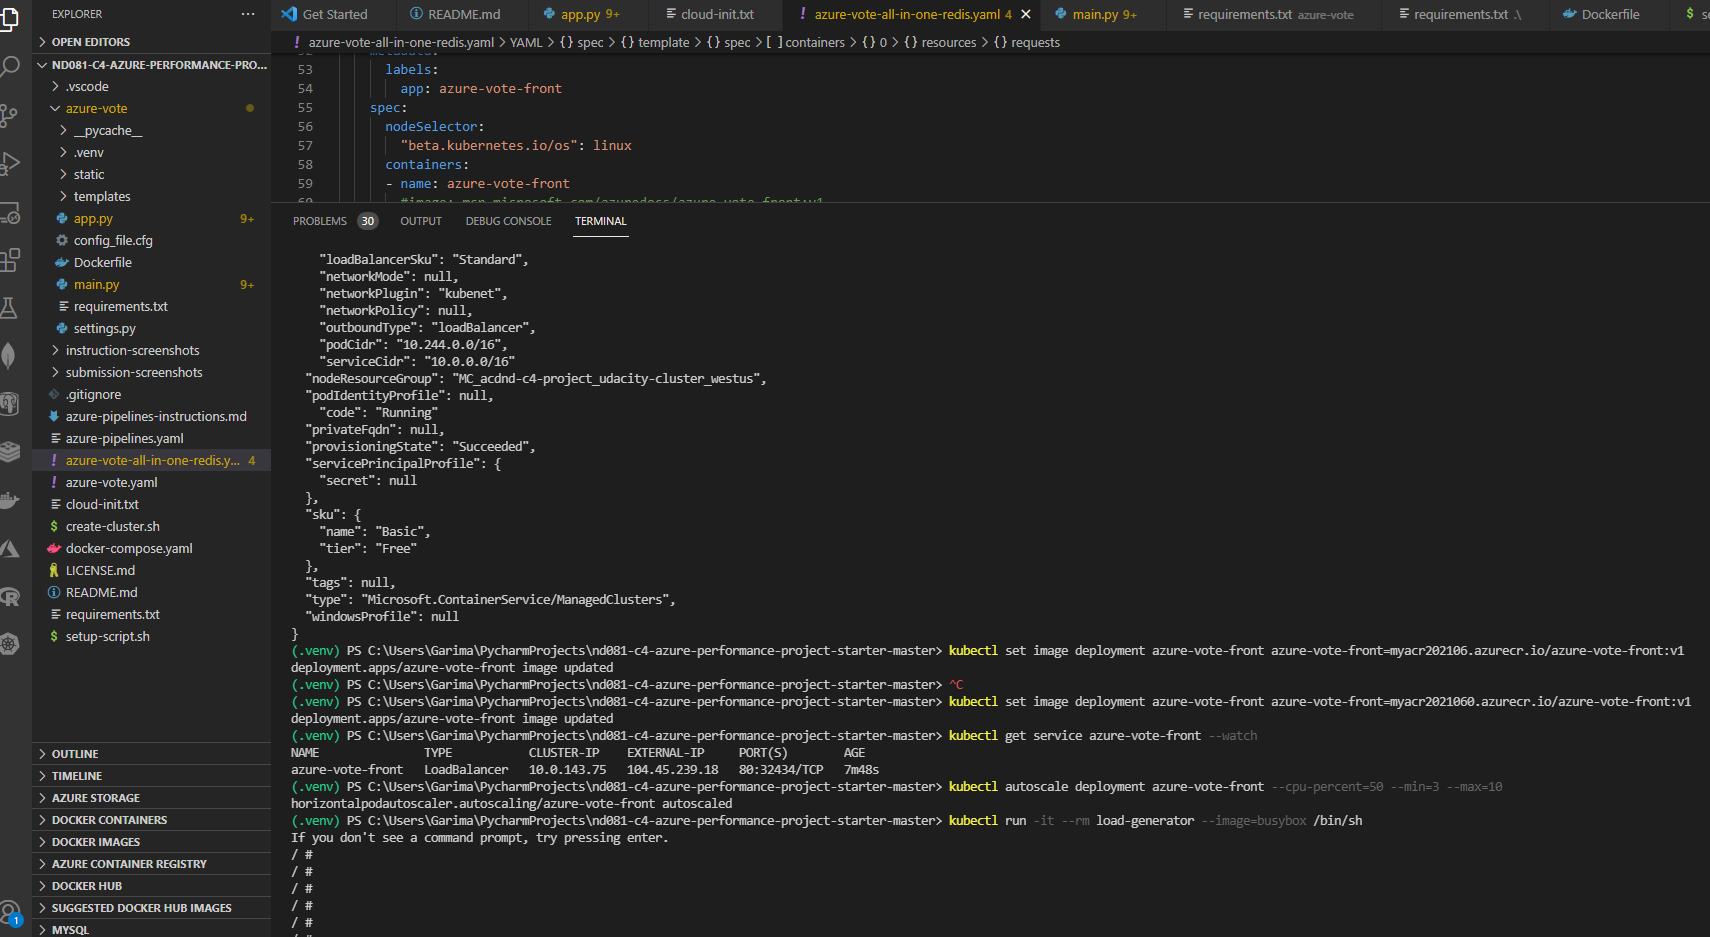 EXPLORER
Get Started
README.md
app.py 9+
cloud-init.txt
azure-vote-all-in-one-redis.yaml 4
main.py 9+
requirements.txt azure-vote
requirements.txt .\
Dockerfile
$
OPEN EDITORS
azure-vote-all-in-one-redis.yaml > YAML > {} spec > {} template > {} spec > [ ] containers > {} 0 > {} resources > {} requests
ND081-C4-AZURE-PERFORMANCE-PRO...
.vscode
azure-vote
__pycache__
.venv
static
templates
app.py 9+
config_file.cfg
Dockerfile
main.py 9+
requirements.txt
settings.py
instruction-screenshots
submission-screenshots
.gitignore
azure-pipelines-instructions.md
azure-pipelines.yaml
azure-vote-all-in-one-redis.y... 4
azure-vote.yaml
cloud-init.txt
create-cluster.sh
docker-compose.yaml
LICENSE.md
README.md
requirements.txt
setup-script.sh
OUTLINE
TIMELINE
AZURE STORAGE
DOCKER CONTAINERS
DOCKER IMAGES
AZURE CONTAINER REGISTRY
DOCKER HUB
SUGGESTED DOCKER HUB IMAGES
MYSQL
1
53 labels:
54 app: azure-vote-front
55 spec:
56 nodeSelector:
57 "beta.kubernetes.io/os": linux
58 containers:
59 - name: azure-vote-front
PROBLEMS 30 OUTPUT DEBUG CONSOLE TERMINAL
"loadBalancerSku": "Standard",
"networkMode": null,
"networkPlugin": "kubenet",
"networkPolicy": null,
"outboundType": "loadBalancer",
"podCidr": "10.244.0.0/16",
"serviceCidr": "10.0.0.0/16"
"nodeResourceGroup": "MC_acdnd-c4-project_udacity-cluster_westus",
"podIdentityProfile": null,
"code": "Running"
"privateFqdn": null,
"provisioningState": "Succeeded",
"servicePrincipalProfile": {
"secret": null
},
"sku": {
"name": "Basic",
"tier": "Free"
},
"tags": null,
"type": "Microsoft.ContainerService/ManagedClusters",
"windowsProfile": null
}
(.venv) PS C:\Users\Garima\PycharmProjects\nd081-c4-azure-performance-project-starter-master> kubectl set image deployment azure-vote-front azure-vote-front=myacr202106.azurecr.io/azure-vote-front:v1
deployment.apps/azure-vote-front image updated
(.venv) PS C:\Users\Garima\PycharmProjects\nd081-c4-azure-performance-project-starter-master> ^C
(.venv) PS C:\Users\Garima\PycharmProjects\nd081-c4-azure-performance-project-starter-master> kubectl set image deployment azure-vote-front azure-vote-front=myacr2021060.azurecr.io/azure-vote-front:v1
deployment.apps/azure-vote-front image updated
(.venv) PS C:\Users\Garima\PycharmProjects\nd081-c4-azure-performance-project-starter-master> kubectl get service azure-vote-front --watch
NAME TYPE CLUSTER-IP EXTERNAL-IP PORT(S) AGE
azure-vote-front LoadBalancer 10.0.143.75 104.45.239.18 80:32434/TCP 7m48s
(.venv) PS C:\Users\Garima\PycharmProjects\nd081-c4-azure-performance-project-starter-master> kubectl autoscale deployment azure-vote-front --cpu-percent=50 --min=3 --max=10
horizontalpodautoscaler.autoscaling/azure-vote-front autoscaled
(.venv) PS C:\Users\Garima\PycharmProjects\nd081-c4-azure-performance-project-starter-master> kubectl run -it --rm load-generator --image=busybox /bin/sh
If you don't see a command prompt, try pressing enter.
/ #
/ #
/ #
/ #
/ #